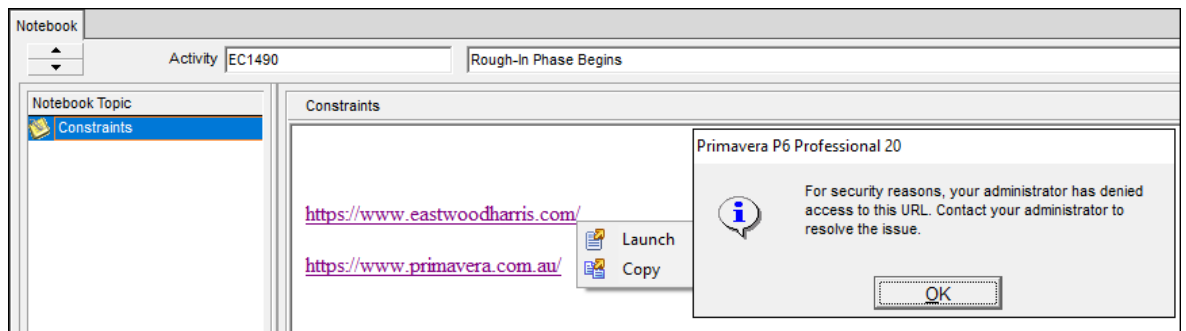 Notebook
Activity EC1490 Rough-In Phase Begins
Notebook Topic
Constraints
Constraints
https://www.eastwoodharris.com/
https://www.primavera.com.au/
Launch
Copy
Primavera P6 Professional 20
For security reasons, your administrator has denied
access to this URL. Contact your administrator to
resolve the issue.
OK